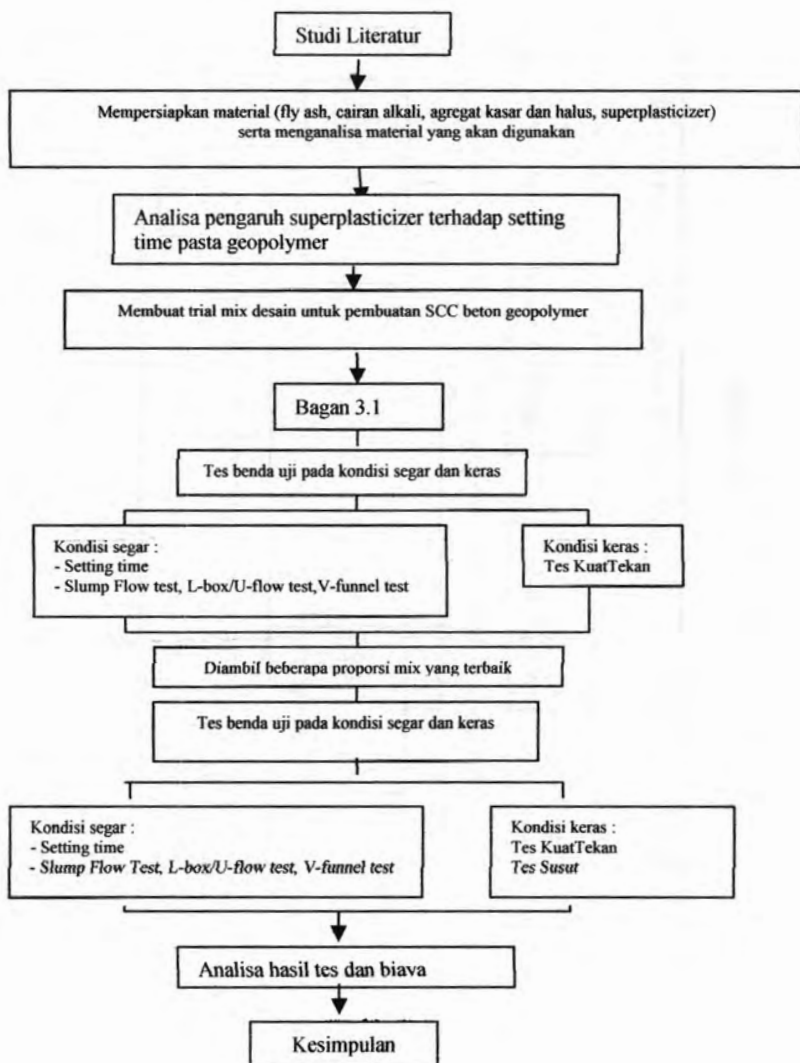 Studi Literatur
Mempersiapkan material (fly ash, cairan alkali, agregat kasar dan halus, superplasticizer)
serta menganalisa material yang akan digunakan
Analisa pengaruh superplasticizer terhadap setting
time pasta geopolymer
Membuat trial mix desain untuk pembuatan SCC beton geopolymer
Bagan 3.1
Tes benda uji pada kondisi segar dan keras
Kondisi segar :
- Setting time
- Slump Flow test, L-box/U-flow test,V-funnel test
Kondisi keras :
Tes KuatTekan
Diambil beberapa proporsi mix yang terbaik
Tes benda uji pada kondisi segar dan keras
Kondisi segar :
- Setting time
- Slump Flow Test, L-box/U-flow test, V-funnel test
Kondisi keras :
Tes KuatTekan
Tes Susut
Analisa hasil tes dan biaya
Kesimpulan